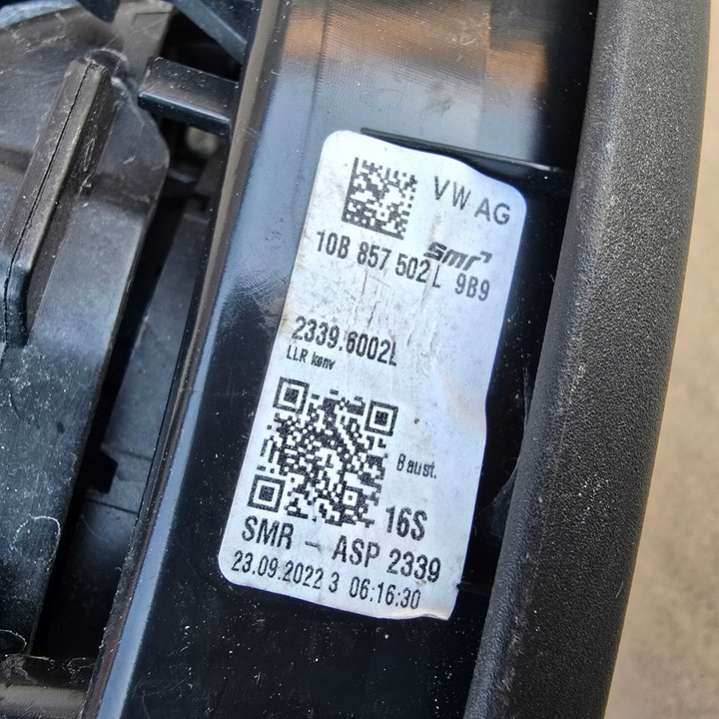 VW AG
smr
10B 857 502 L 9B9
2339.6002L
LLR konv
Baust.
16S
SMR - ASP 2339
23.09.2022 3 06:16:30